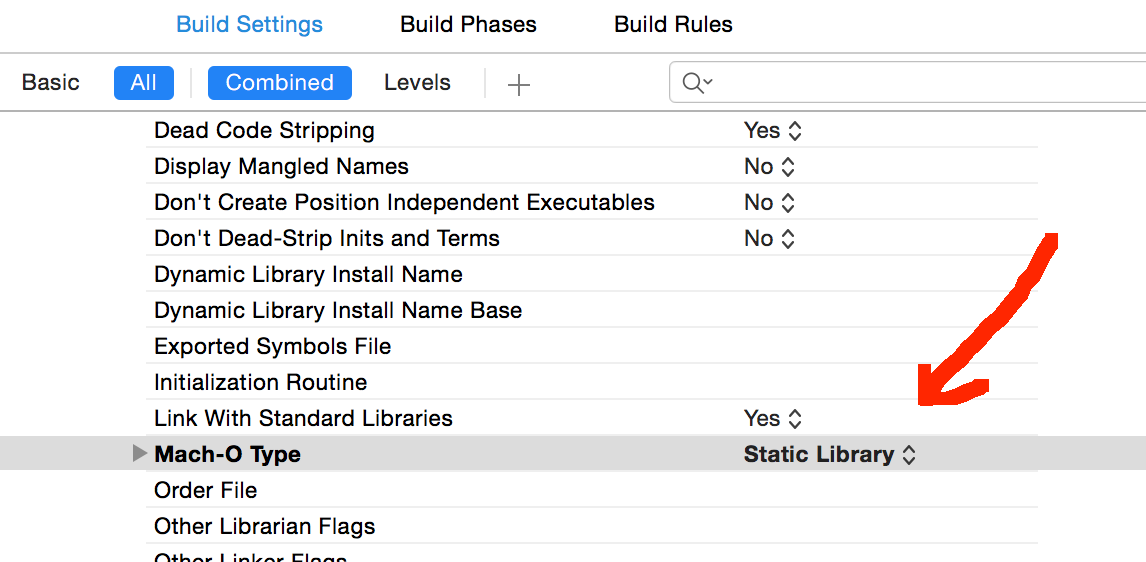 Build Settings Build Phases Build Rules
Basic All Combined Levels
Dead Code Stripping Yes
Display Mangled Names No
Don't Create Position Independent Executables No
Don't Dead-Strip Inits and Terms No
Dynamic Library Install Name
Dynamic Library Install Name Base
Exported Symbols File
Initialization Routine
Link With Standard Libraries Yes
Mach-O Type Static Library
Order File
Other Librarian Flags
Other Linker Flags